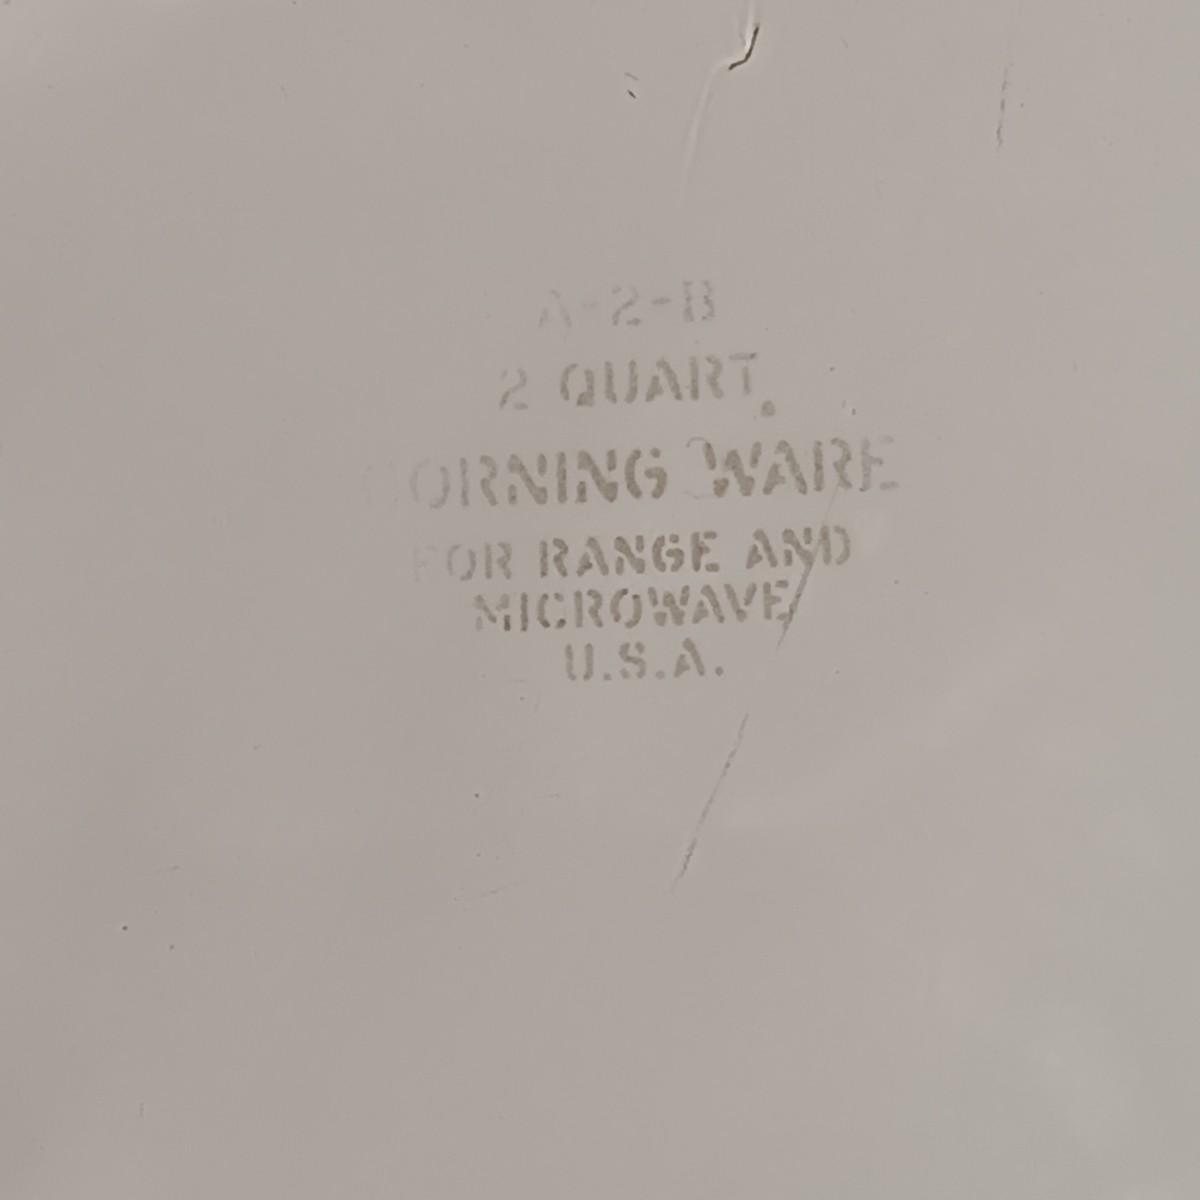 A-2-B
2 QUART
CORNING WARE
FOR RANGE AND
MICROWAVE
U.S.A.